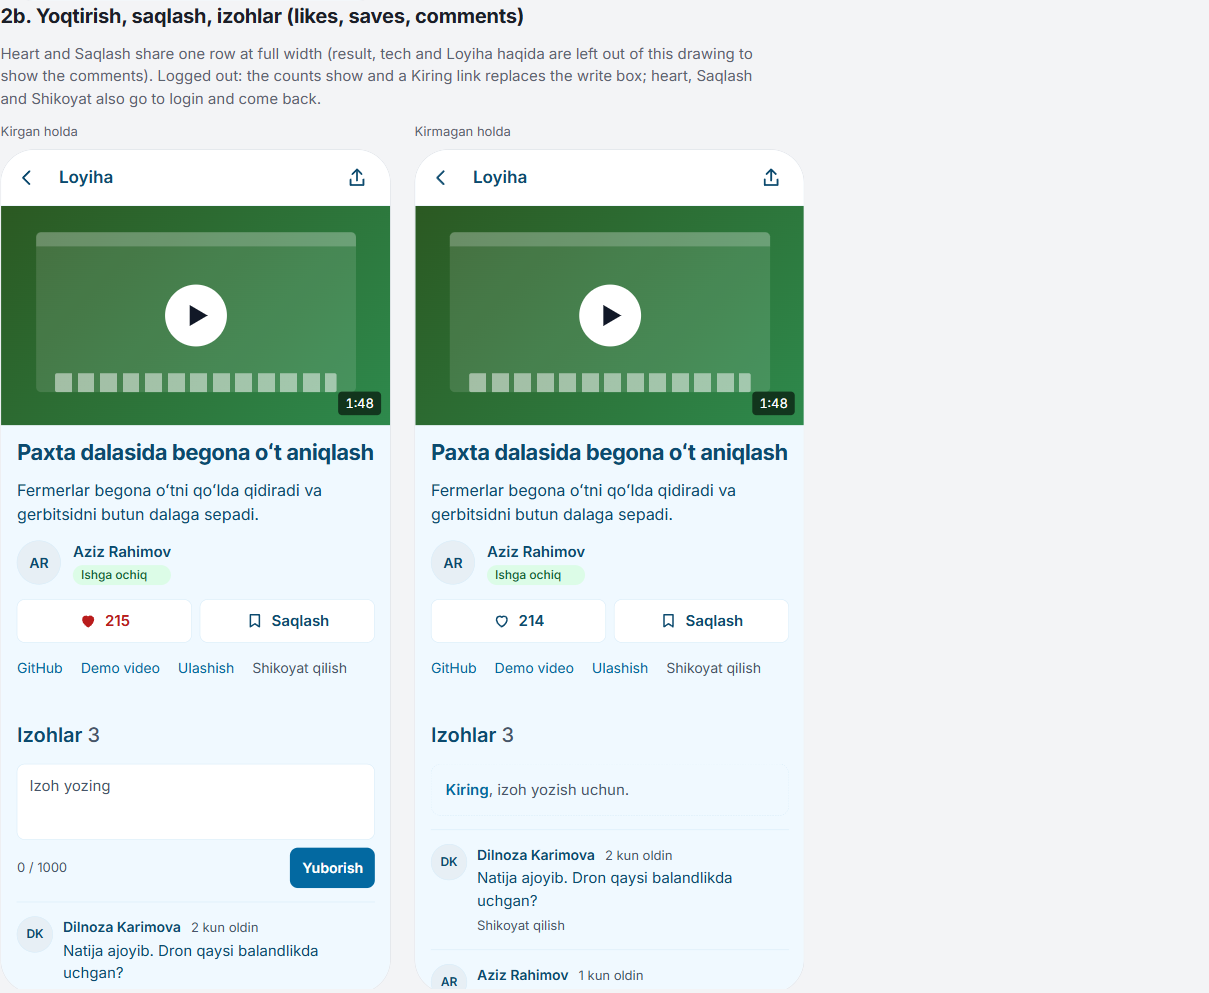 2b. Yoqtirish, saqlash, izohlar (likes, saves, comments)
Heart and Saqlash share one row at full width (result, tech and Loyiha haqida are left out of this drawing to
show the comments). Logged out: the counts show and a Kiring link replaces the write box; heart, Saqlash
and Shikoyat also go to login and come back.
Kirgan holda
Loyiha
1:48
Paxta dalasida begona oʻt aniqlash
Fermerlar begona oʻtni qoʻlda qidiradi va
gerbitsidni butun dalaga sepadi.
AR
Aziz Rahimov
Ishga ochiq
215
Saqlash
GitHub Demo video Ulashish Shikoyat qilish
Izohlar 3
Izoh yozing
0 / 1000
Yuborish
DK
Dilnoza Karimova 2 kun oldin
Natija ajoyib. Dron qaysi balandlikda
uchgan?
Kirmagan holda
Loyiha
1:48
Paxta dalasida begona oʻt aniqlash
Fermerlar begona oʻtni qoʻlda qidiradi va
gerbitsidni butun dalaga sepadi.
AR
Aziz Rahimov
Ishga ochiq
214
Saqlash
GitHub Demo video Ulashish Shikoyat qilish
Izohlar 3
Kiring, izoh yozish uchun.
DK
Dilnoza Karimova 2 kun oldin
Natija ajoyib. Dron qaysi balandlikda
uchgan?
Shikoyat qilish
AR
Aziz Rahimov 1 kun oldin